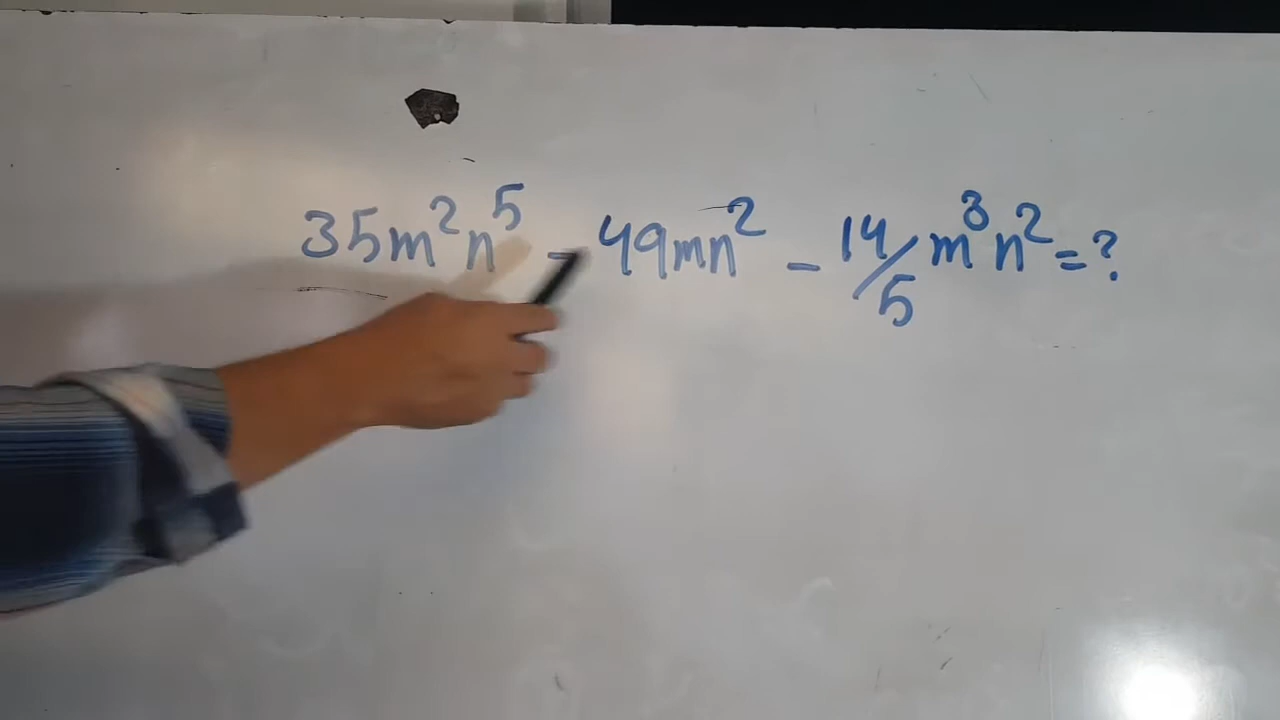 35m²n⁵ - 49mn² - 14/5 m³n² = ?